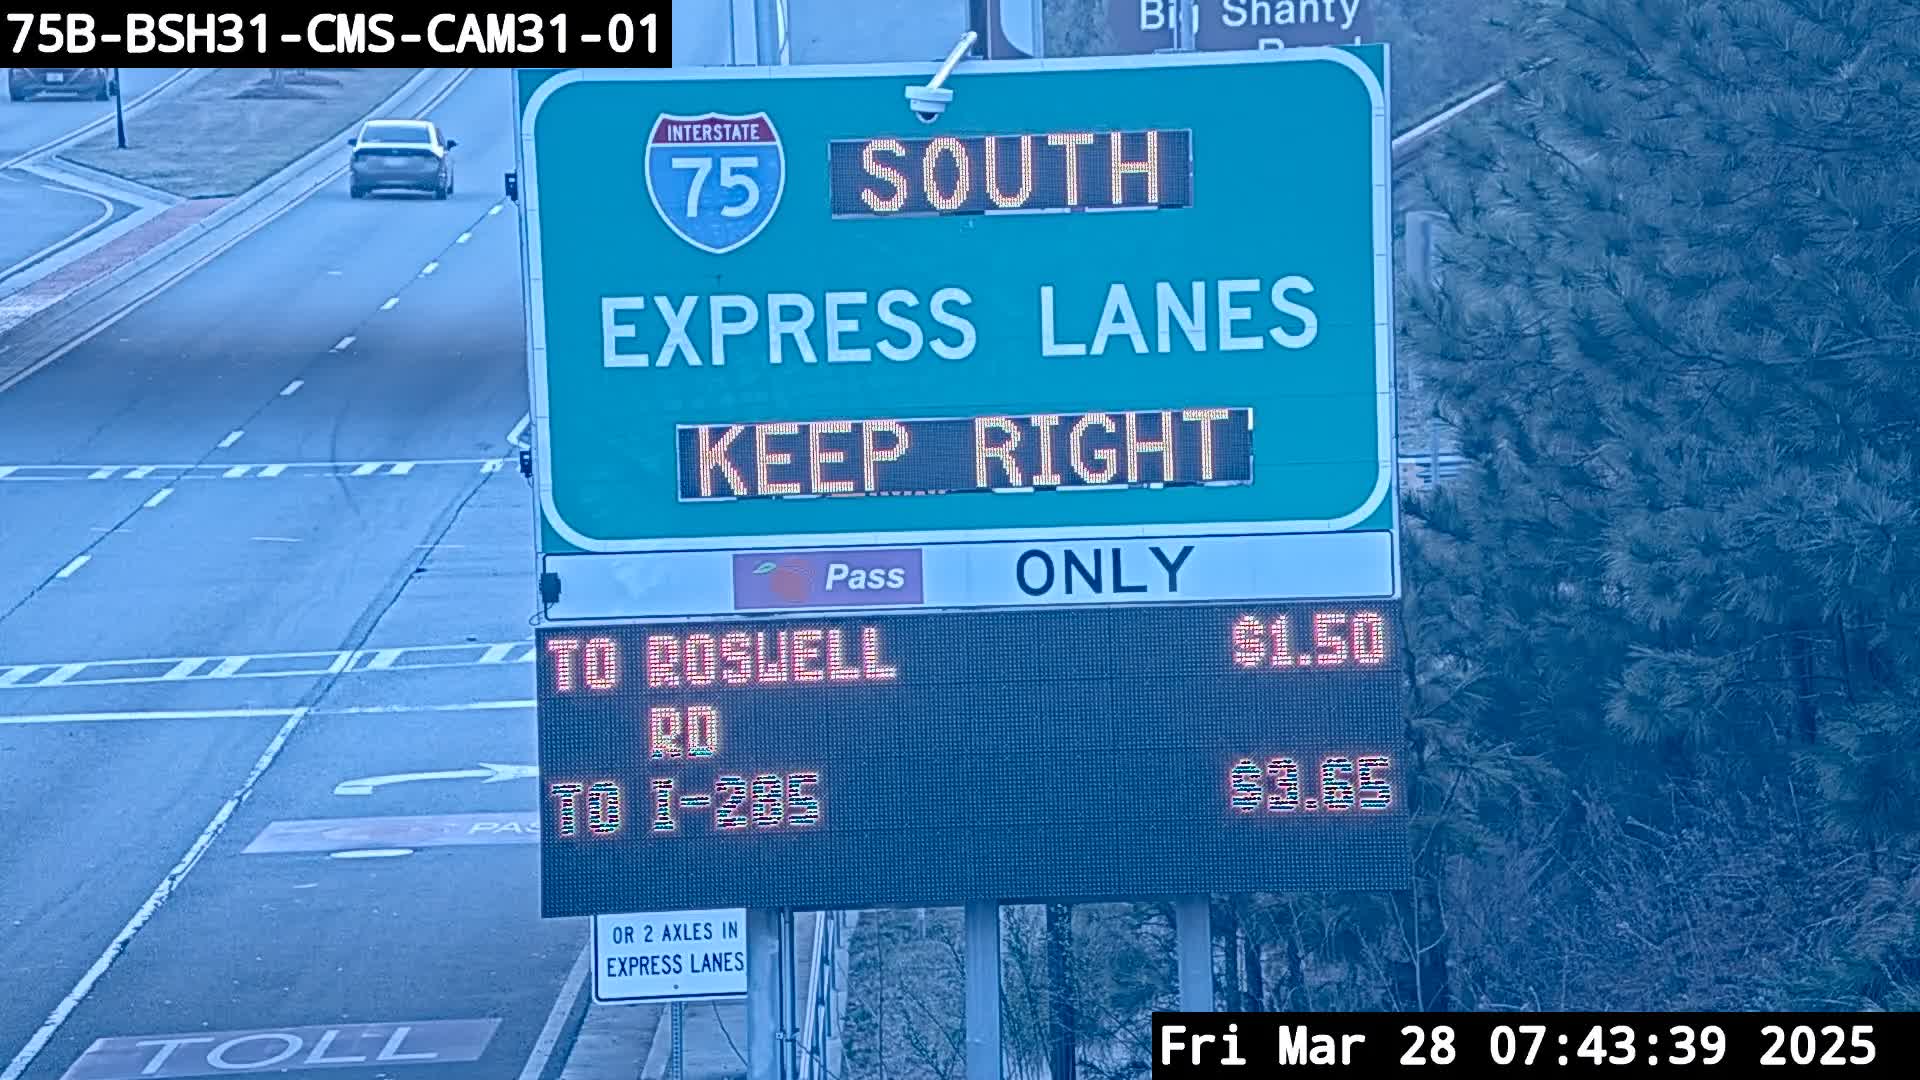 75B-BSH31-CMS-CAM31-01
Big Shanty
INTERSTATE
75
SOUTH
EXPRESS LANES
KEEP RIGHT
Pass ONLY
TO ROSWELL $1.50
RD
TO I-285 $3.65
OR 2 AXLES IN
EXPRESS LANES
TOLL
Fri Mar 28 07:43:39 2025